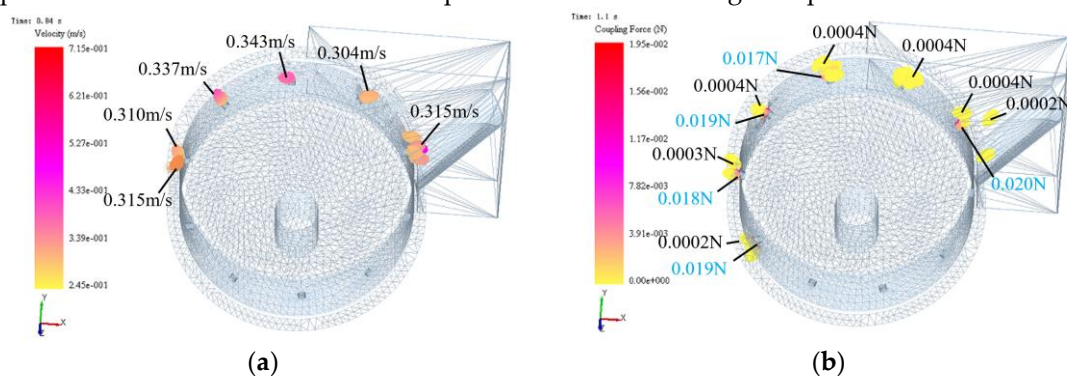 Time: 0.84 s
Velocity (m/s)
7.15e-001
6.21e-001
5.27e-001
4.33e-001
3.39e-001
2.45e-001
0.343m/s
0.304m/s
0.337m/s
0.315m/s
0.310m/s
0.315m/s
Y
X
Z
(a)
Time: 1.1 s
Coupling Force (N)
1.95e-002
1.56e-002
1.17e-002
7.82e-003
3.91e-003
0.00e+000
0.0004N
0.0004N
0.017N
0.0004N
0.0004N
0.0002N
0.019N
0.0003N
0.020N
0.018N
0.0002N
0.019N
Y
X
Z
(b)